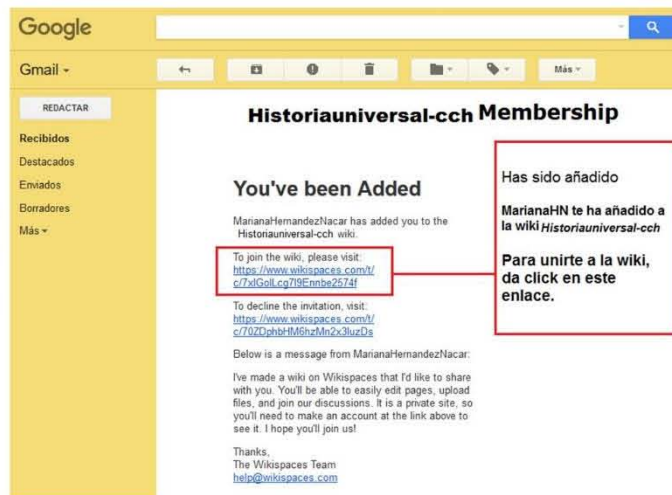 Google
Gmail
Más
REDACTAR
Recibidos
Destacados
Enviados
Borradores
Más
Historiauniversal-cch Membership
You've been Added
MarianaHernandezNacar has added you to the
Historiauniversal-cch wiki.
To join the wiki, please visit:
https://www.wikispaces.com/t/
c/7xIGolLcg7I9Ennbe2574f
To decline the invitation, visit:
https://www.wikispaces.com/t/
c/70ZDphbHM6hzMn2x3luzDs
Below is a message from MarianaHernandezNacar:
I've made a wiki on Wikispaces that I'd like to share
with you. You'll be able to easily edit pages, upload
files, and join our discussions. It is a private site, so
you'll need to make an account at the link above to
see it. I hope you'll join us!
Thanks,
The Wikispaces Team
help@wikispaces.com
Has sido añadido
MarianaHN te ha añadido a
la wiki Historiauniversal-cch
Para unirte a la wiki,
da click en este
enlace.